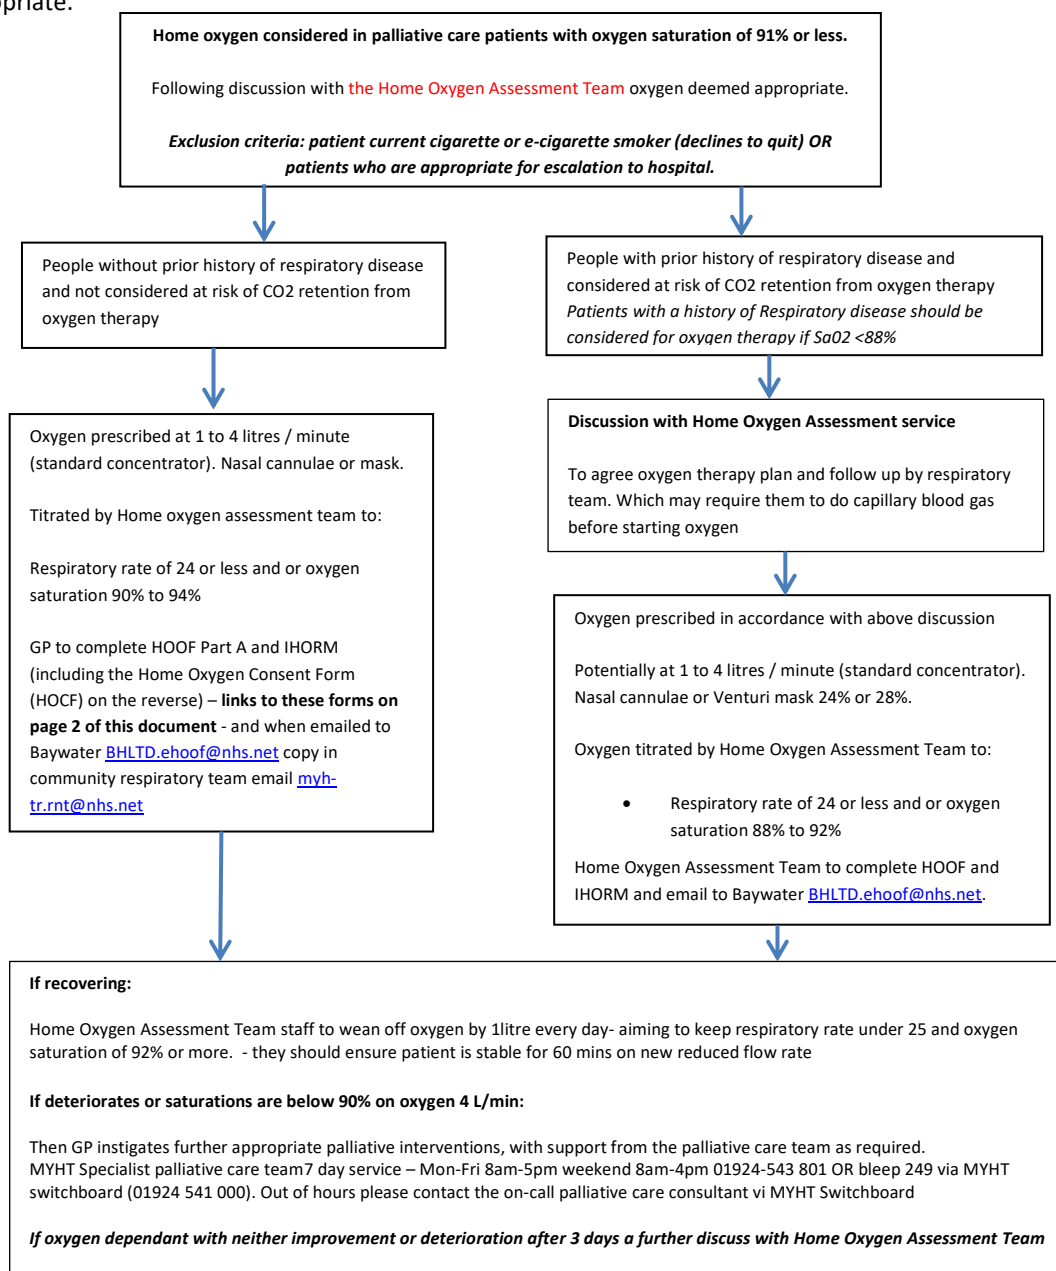 opriate.
Home oxygen considered in palliative care patients with oxygen saturation of 91% or less.
Following discussion with the Home Oxygen Assessment Team oxygen deemed appropriate.
Exclusion criteria: patient current cigarette or e-cigarette smoker (declines to quit) OR
patients who are appropriate for escalation to hospital.
People without prior history of respiratory disease
and not considered at risk of CO2 retention from
oxygen therapy
People with prior history of respiratory disease and
considered at risk of CO2 retention from oxygen therapy
Patients with a history of Respiratory disease should be
considered for oxygen therapy if Sa02 <88%
Oxygen prescribed at 1 to 4 litres / minute
(standard concentrator). Nasal cannulae or mask.
Titrated by Home oxygen assessment team to:
Respiratory rate of 24 or less and or oxygen
saturation 90% to 94%
GP to complete HOOF Part A and IHORM
(including the Home Oxygen Consent Form
(HOCF) on the reverse) – links to these forms on
page 2 of this document - and when emailed to
Baywater BHLTD.ehoof@nhs.net copy in
community respiratory team email myh-
tr.rnt@nhs.net
Discussion with Home Oxygen Assessment service
To agree oxygen therapy plan and follow up by respiratory
team. Which may require them to do capillary blood gas
before starting oxygen
Oxygen prescribed in accordance with above discussion
Potentially at 1 to 4 litres / minute (standard concentrator).
Nasal cannulae or Venturi mask 24% or 28%.
Oxygen titrated by Home Oxygen Assessment Team to:
• Respiratory rate of 24 or less and or oxygen
saturation 88% to 92%
Home Oxygen Assessment Team to complete HOOF and
IHORM and email to Baywater BHLTD.ehoof@nhs.net.
If recovering:
Home Oxygen Assessment Team staff to wean off oxygen by 1litre every day- aiming to keep respiratory rate under 25 and oxygen
saturation of 92% or more. - they should ensure patient is stable for 60 mins on new reduced flow rate
If deteriorates or saturations are below 90% on oxygen 4 L/min:
Then GP instigates further appropriate palliative interventions, with support from the palliative care team as required.
MYHT Specialist palliative care team7 day service – Mon-Fri 8am-5pm weekend 8am-4pm 01924-543 801 OR bleep 249 via MYHT
switchboard (01924 541 000). Out of hours please contact the on-call palliative care consultant vi MYHT Switchboard
If oxygen dependant with neither improvement or deterioration after 3 days a further discuss with Home Oxygen Assessment Team